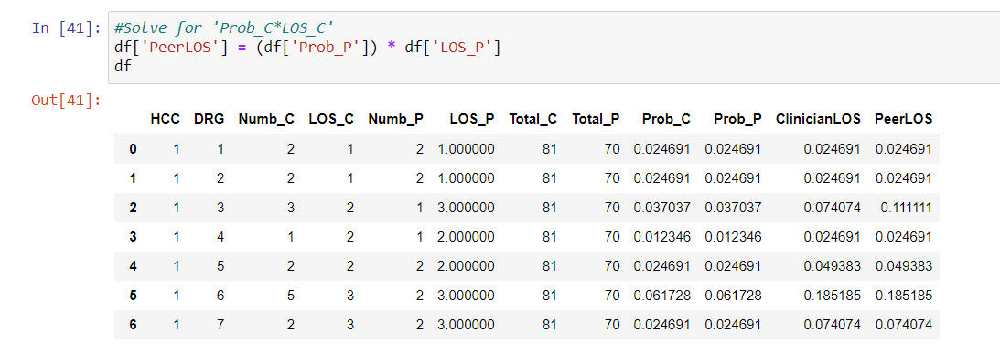 In [41]: #Solve for 'Prob_C*LOS_C'
df['PeerLOS'] = (df['Prob_P']) * df['LOS_P']
df
Out[41]:
HCC DRG Numb_C LOS_C Numb_P LOS_P Total_C Total_P Prob_C Prob_P ClinicianLOS PeerLOS
0 1 1 2 1 2 1.000000 81 70 0.024691 0.024691 0.024691 0.024691
1 1 2 2 1 2 1.000000 81 70 0.024691 0.024691 0.024691 0.024691
2 1 3 3 2 1 3.000000 81 70 0.037037 0.037037 0.074074 0.111111
3 1 4 1 2 1 2.000000 81 70 0.012346 0.012346 0.024691 0.024691
4 1 5 2 2 2 2.000000 81 70 0.024691 0.024691 0.049383 0.049383
5 1 6 5 3 2 3.000000 81 70 0.061728 0.061728 0.185185 0.185185
6 1 7 2 3 2 3.000000 81 70 0.024691 0.024691 0.074074 0.074074